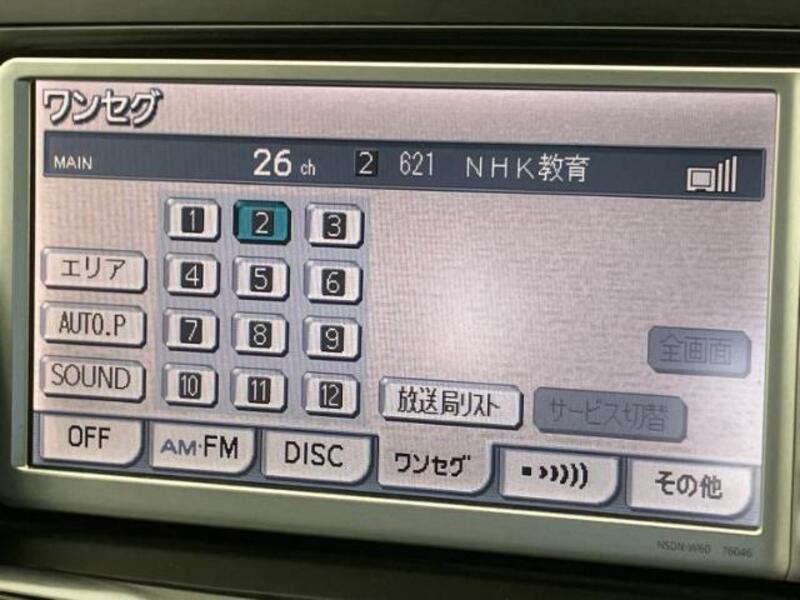 ワンセグ
MAIN 26 ch 2 621 NHK教育
1 2 3
エリア 4 5 6
AUTO.P 7 8 9 全画面
SOUND 10 11 12 放送局リスト サービス切替
OFF AM・FM DISC ワンセグ その他
NSDN-W60 76046